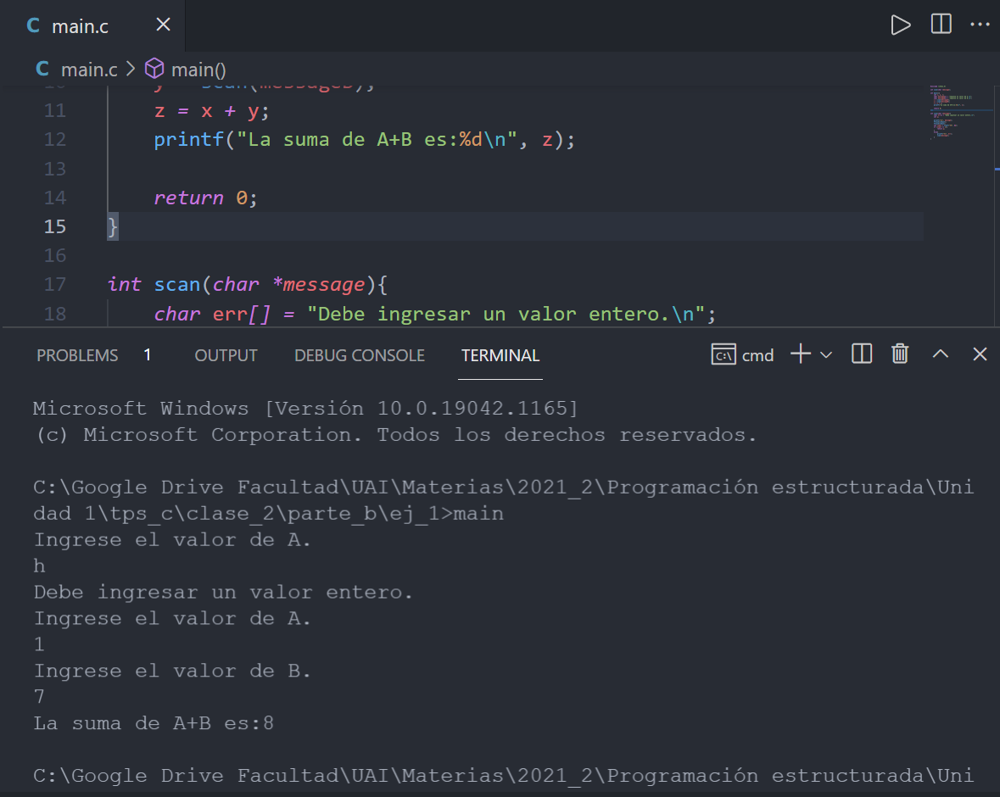 C main.c
C main.c > main()
10 y = scan(messageB);
11 z = x + y;
12 printf("La suma de A+B es:%d\n", z);
13
14 return 0;
15 }
16
17 int scan(char *message){
18 char err[] = "Debe ingresar un valor entero.\n";
PROBLEMS 1 OUTPUT DEBUG CONSOLE TERMINAL cmd
Microsoft Windows [Versión 10.0.19042.1165]
(c) Microsoft Corporation. Todos los derechos reservados.
C:\Google Drive Facultad\UAI\Materias\2021_2\Programación estructurada\Uni
dad 1\tps_c\clase_2\parte_b\ej_1>main
Ingrese el valor de A.
h
Debe ingresar un valor entero.
Ingrese el valor de A.
1
Ingrese el valor de B.
7
La suma de A+B es:8
C:\Google Drive Facultad\UAI\Materias\2021_2\Programación estructurada\Uni